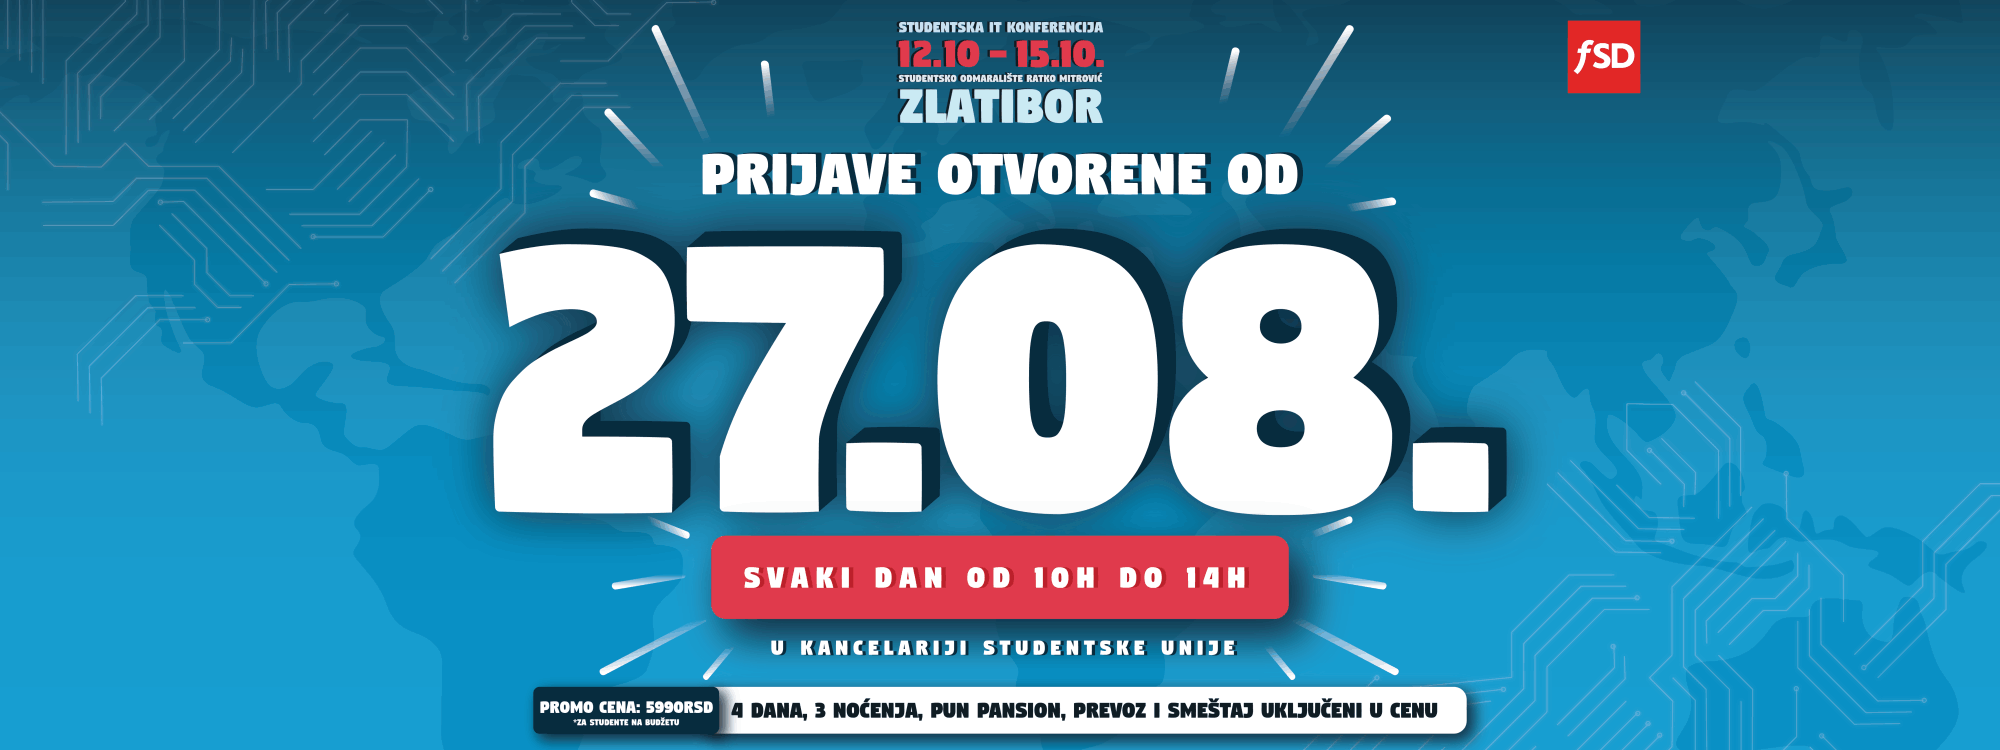 STUDENTSKA IT KONFERENCIJA
12.10 – 15.10.
STUDENTSKO ODMARALIŠTE RATKO MITROVIĆ
ZLATIBOR
fSD
PRIJAVE OTVORENE OD
27.08.
SVAKI DAN OD 10H DO 14H
U KANCELARIJI STUDENTSKE UNIJE
PROMO CENA: 5990RSD
*ZA STUDENTE NA BUDŽETU
4 DANA, 3 NOĆENJA, PUN PANSION, PREVOZ I SMEŠTAJ UKLJUČENI U CENU